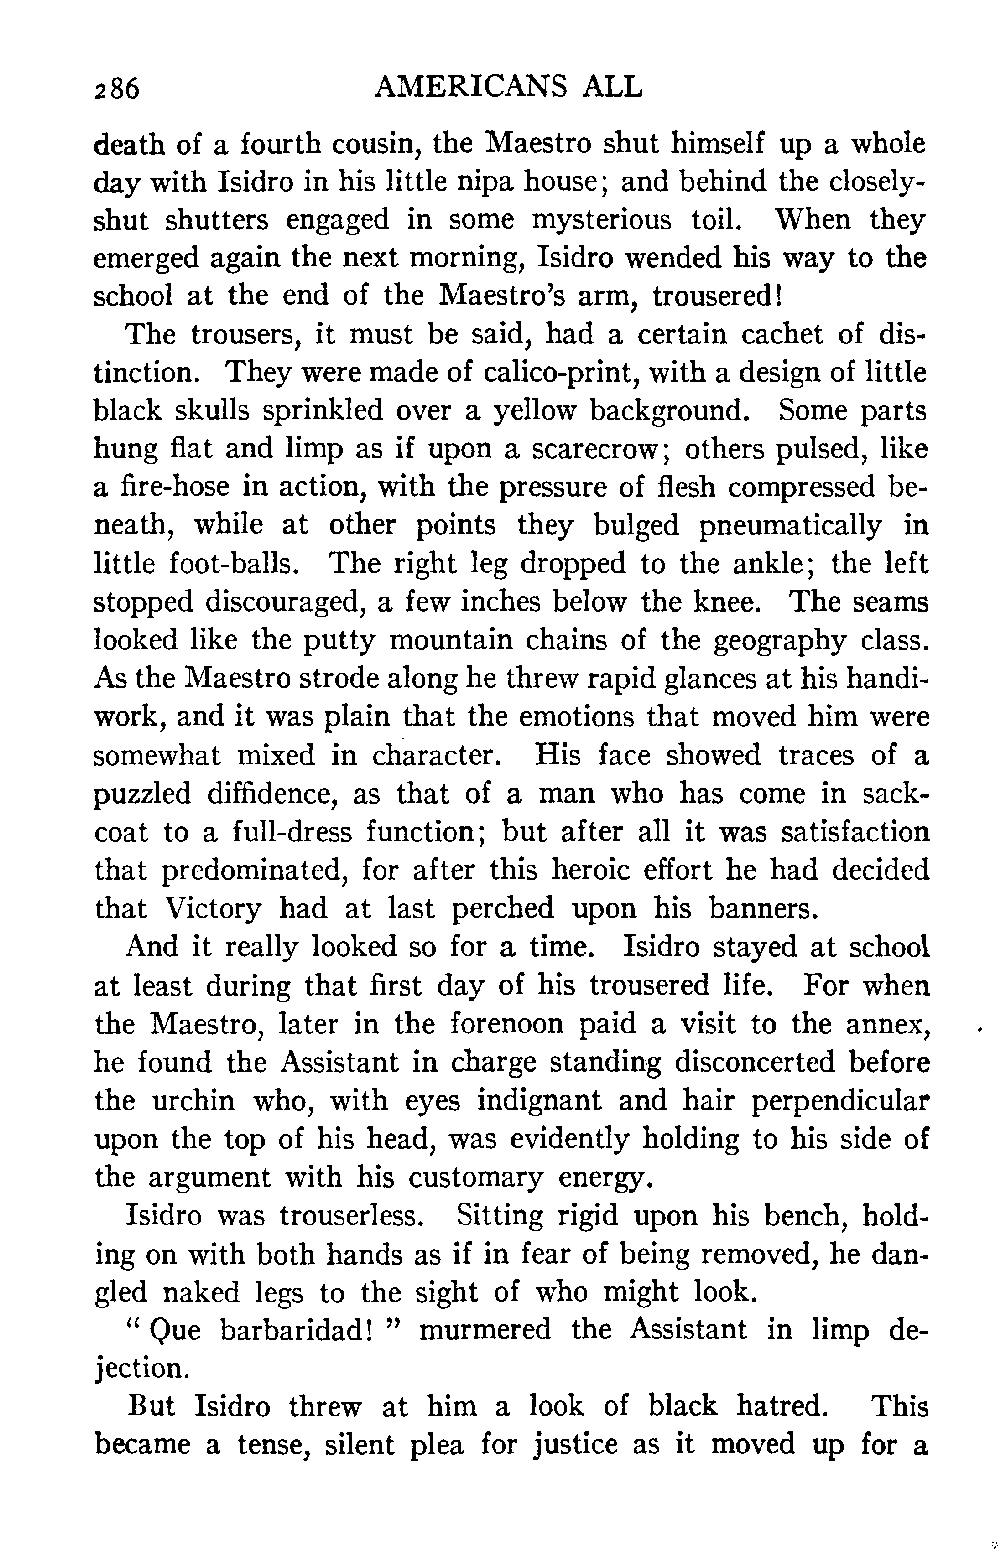 286 AMERICANS ALL
death of a fourth cousin, the Maestro shut himself up a whole
day with Isidro in his little nipa house; and behind the closely-
shut shutters engaged in some mysterious toil. When they
emerged again the next morning, Isidro wended his way to the
school at the end of the Maestro's arm, trousered!
The trousers, it must be said, had a certain cachet of dis-
tinction. They were made of calico-print, with a design of little
black skulls sprinkled over a yellow background. Some parts
hung flat and limp as if upon a scarecrow; others pulsed, like
a fire-hose in action, with the pressure of flesh compressed be-
neath, while at other points they bulged pneumatically in
little foot-balls. The right leg dropped to the ankle; the left
stopped discouraged, a few inches below the knee. The seams
looked like the putty mountain chains of the geography class.
As the Maestro strode along he threw rapid glances at his handi-
work, and it was plain that the emotions that moved him were
somewhat mixed in character. His face showed traces of a
puzzled diffidence, as that of a man who has come in sack-
coat to a full-dress function; but after all it was satisfaction
that predominated, for after this heroic effort he had decided
that Victory had at last perched upon his banners.
And it really looked so for a time. Isidro stayed at school
at least during that first day of his trousered life. For when
the Maestro, later in the forenoon paid a visit to the annex,
he found the Assistant in charge standing disconcerted before
the urchin who, with eyes indignant and hair perpendicular
upon the top of his head, was evidently holding to his side of
the argument with his customary energy.
Isidro was trouserless. Sitting rigid upon his bench, hold-
ing on with both hands as if in fear of being removed, he dan-
gled naked legs to the sight of who might look.
" Que barbaridad! " murmered the Assistant in limp de-
jection.
But Isidro threw at him a look of black hatred. This
became a tense, silent plea for justice as it moved up for a